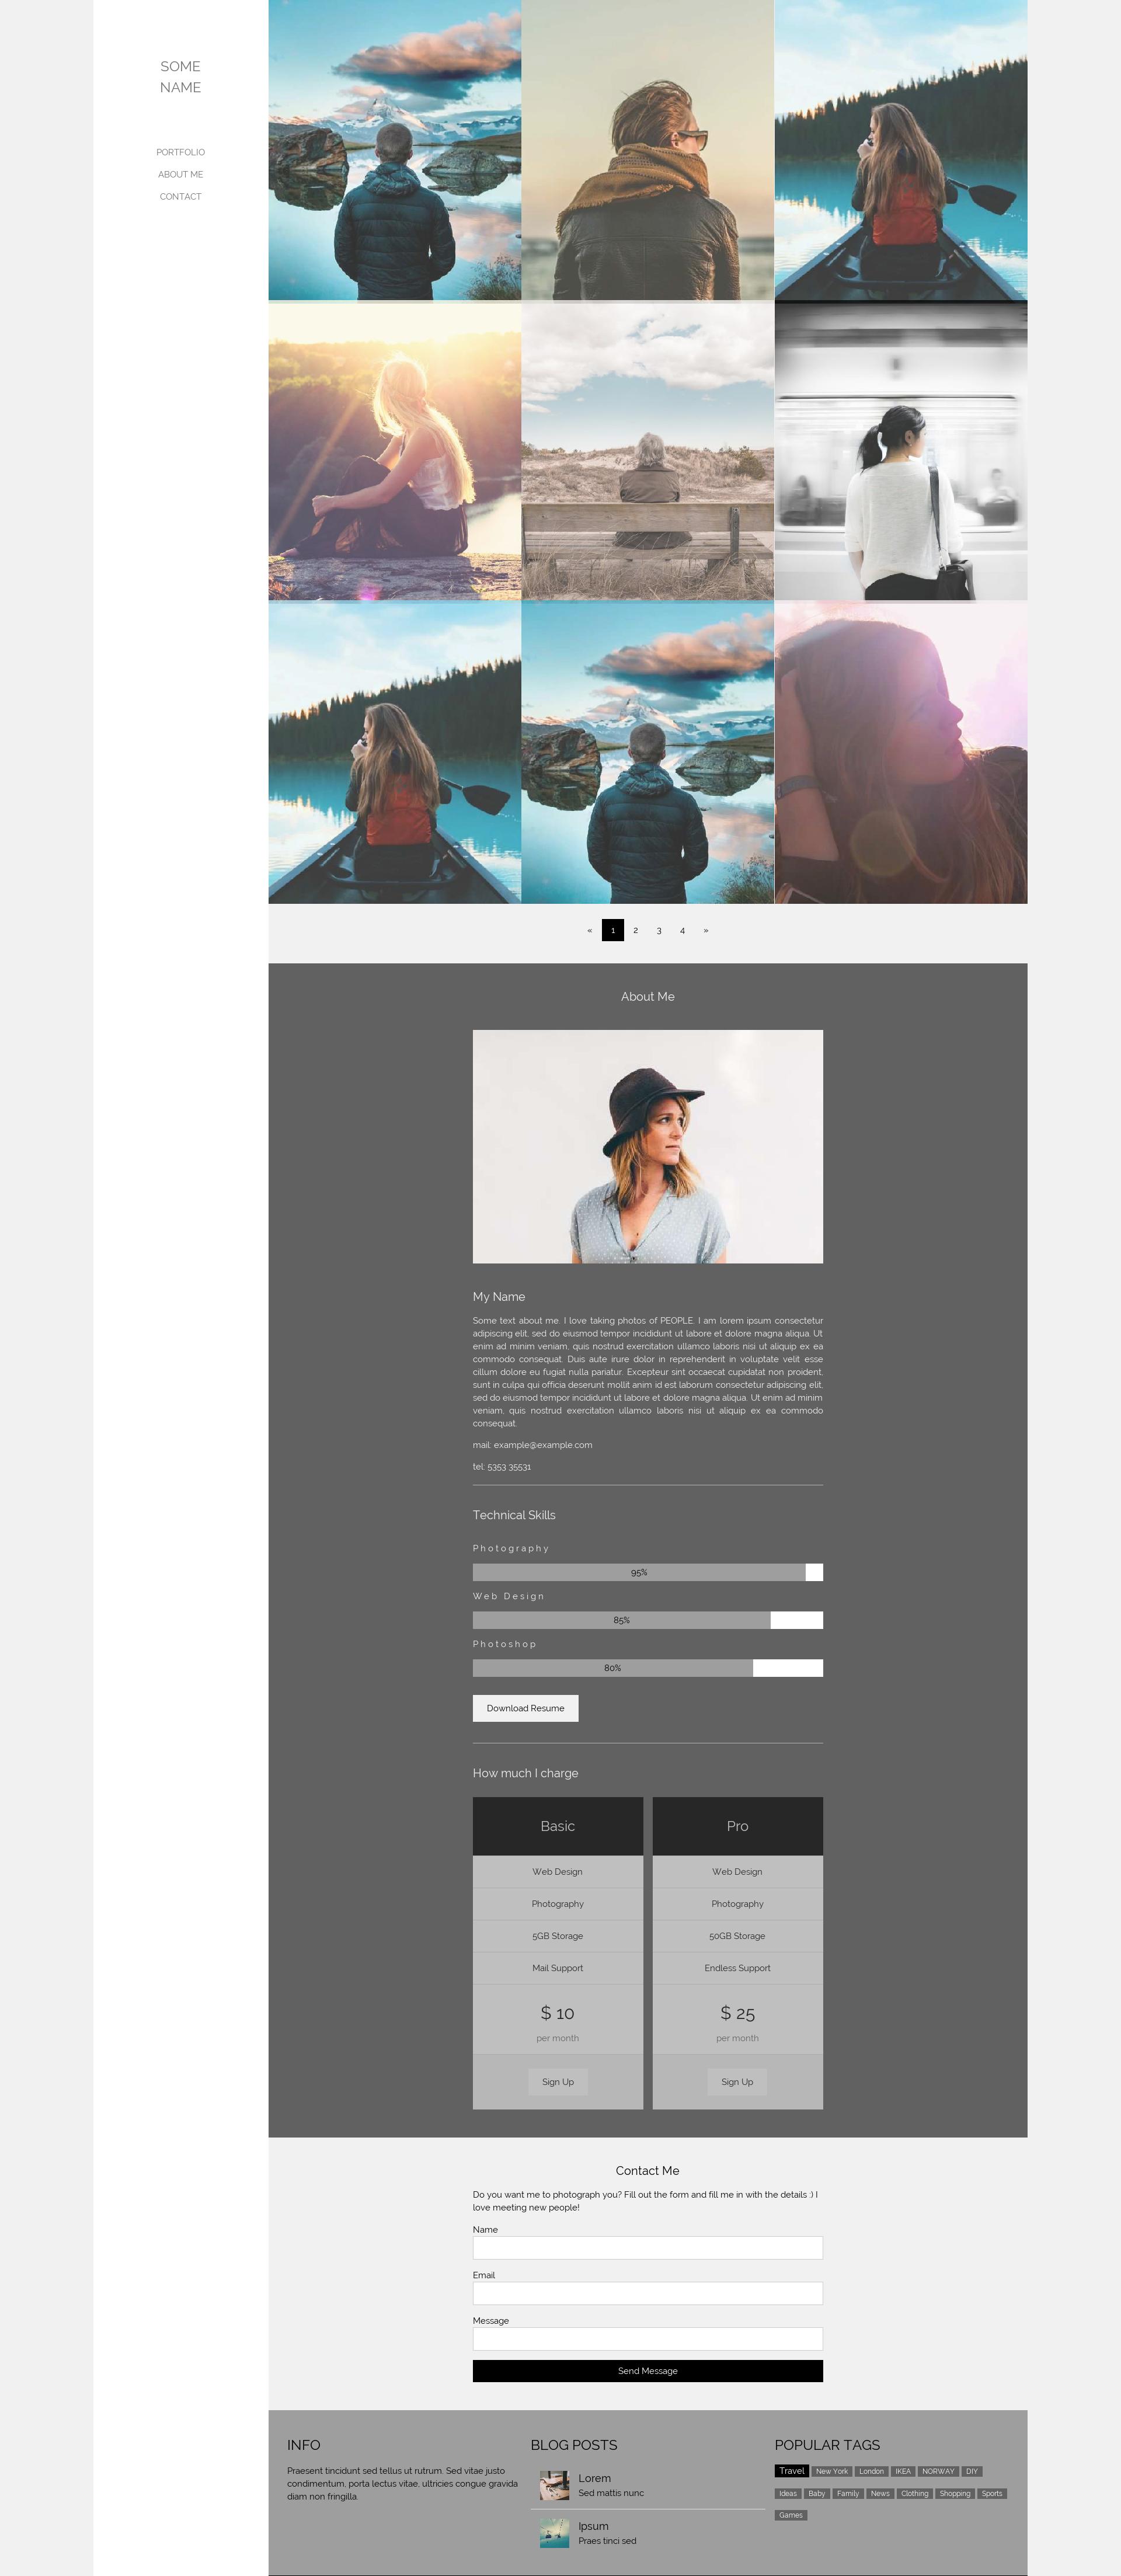 SOME
NAME
PORTFOLIO
ABOUT ME
CONTACT
« 1 2 3 4 »
About Me
My Name
Some text about me. I love taking photos of PEOPLE. I am lorem ipsum consectetur
adipiscing elit, sed do eiusmod tempor incididunt ut labore et dolore magna aliqua. Ut
enim ad minim veniam, quis nostrud exercitation ullamco laboris nisi ut aliquip ex ea
commodo consequat. Duis aute irure dolor in reprehenderit in voluptate velit esse
cillum dolore eu fugiat nulla pariatur. Excepteur sint occaecat cupidatat non proident,
sunt in culpa qui officia deserunt mollit anim id est laborum consectetur adipiscing elit,
sed do eiusmod tempor incididunt ut labore et dolore magna aliqua. Ut enim ad minim
veniam, quis nostrud exercitation ullamco laboris nisi ut aliquip ex ea commodo
consequat.
mail: example@example.com
tel: 5353 35531
Technical Skills
Photography
95%
Web Design
85%
Photoshop
80%
Download Resume
How much I charge
Basic
Web Design
Photography
5GB Storage
Mail Support
$ 10
per month
Sign Up
Pro
Web Design
Photography
50GB Storage
Endless Support
$ 25
per month
Sign Up
Contact Me
Do you want me to photograph you? Fill out the form and fill me in with the details :) I
love meeting new people!
Name
Email
Message
Send Message
INFO
Praesent tincidunt sed tellus ut rutrum. Sed vitae justo
condimentum, porta lectus vitae, ultricies congue gravida
diam non fringilla.
BLOG POSTS
Lorem
Sed mattis nunc
Ipsum
Praes tinci sed
POPULAR TAGS
Travel New York London IKEA NORWAY DIY
Ideas Baby Family News Clothing Shopping Sports
Games